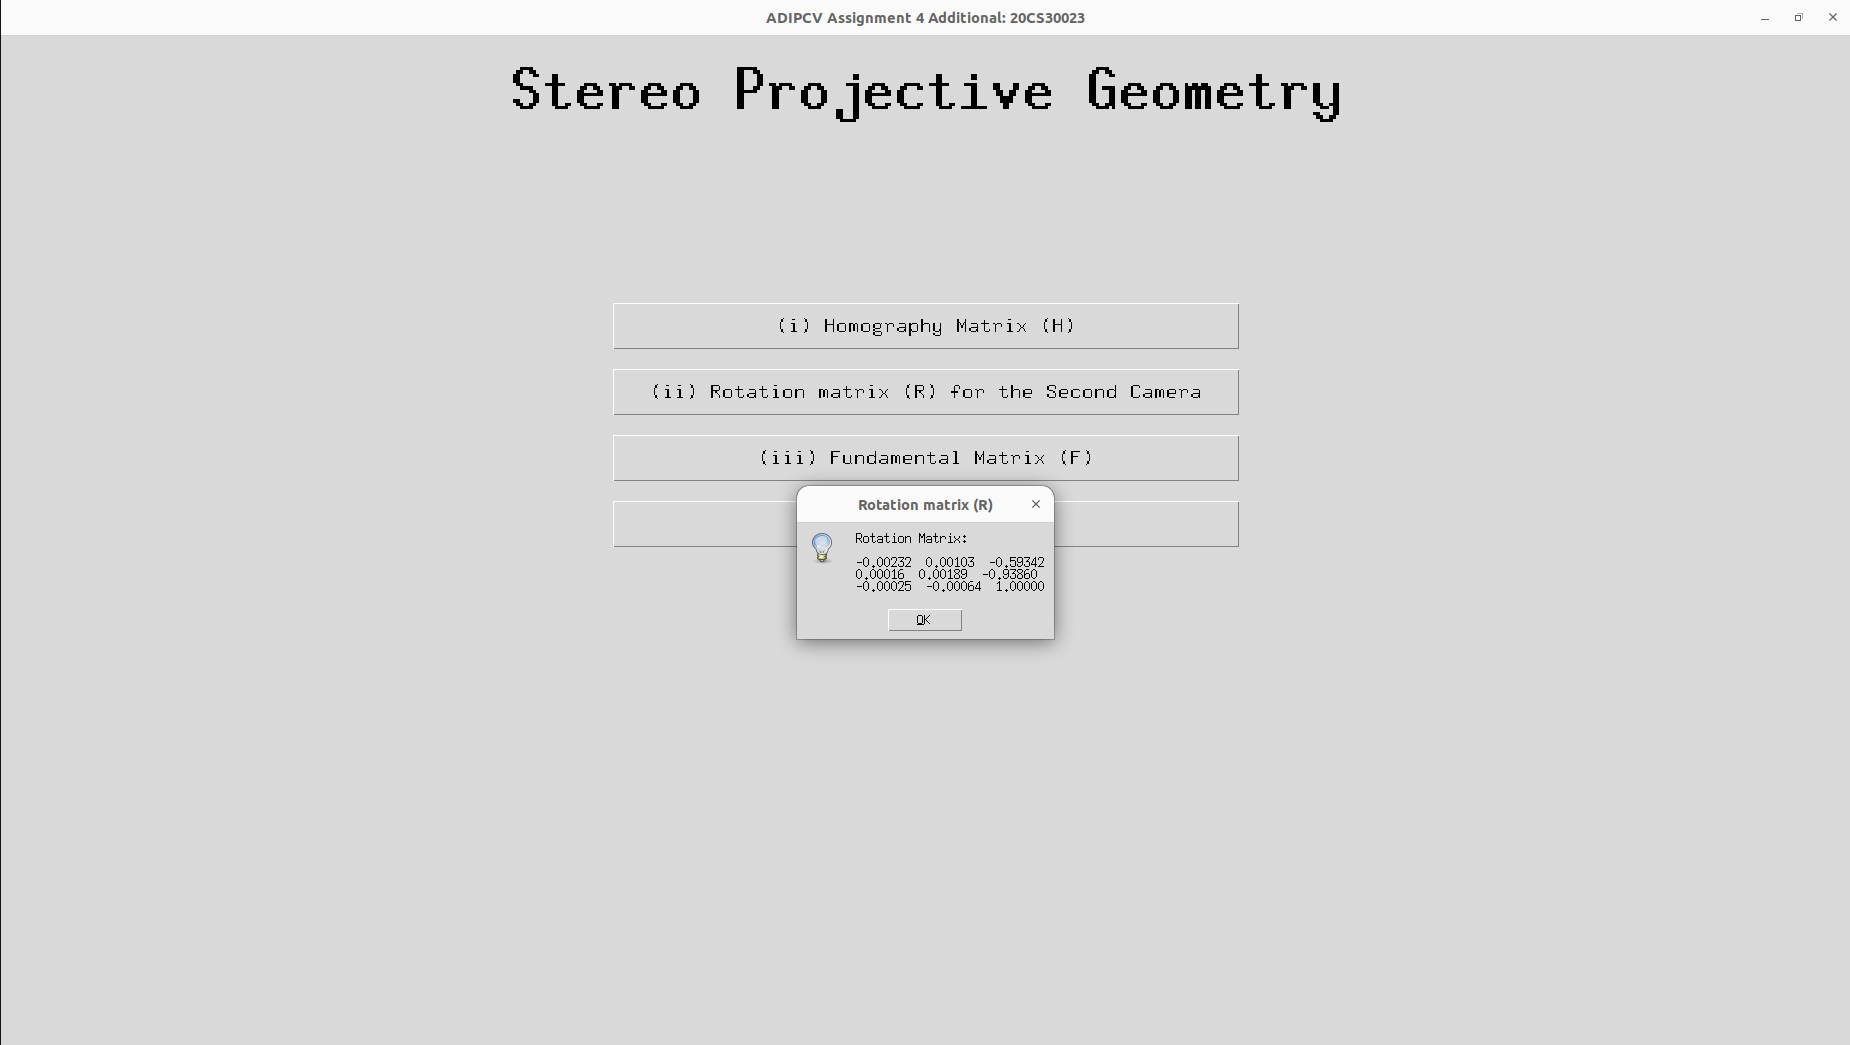 ADIPCV Assignment 4 Additional: 20CS30023
Stereo Projective Geometry
(i) Homography Matrix (H)
(ii) Rotation matrix (R) for the Second Camera
(iii) Fundamental Matrix (F)
Rotation matrix (R)
Rotation Matrix:
-0.00232 0.00103 -0.59342
0.00016 0.00189 -0.93860
-0.00025 -0.00064 1.00000
OK